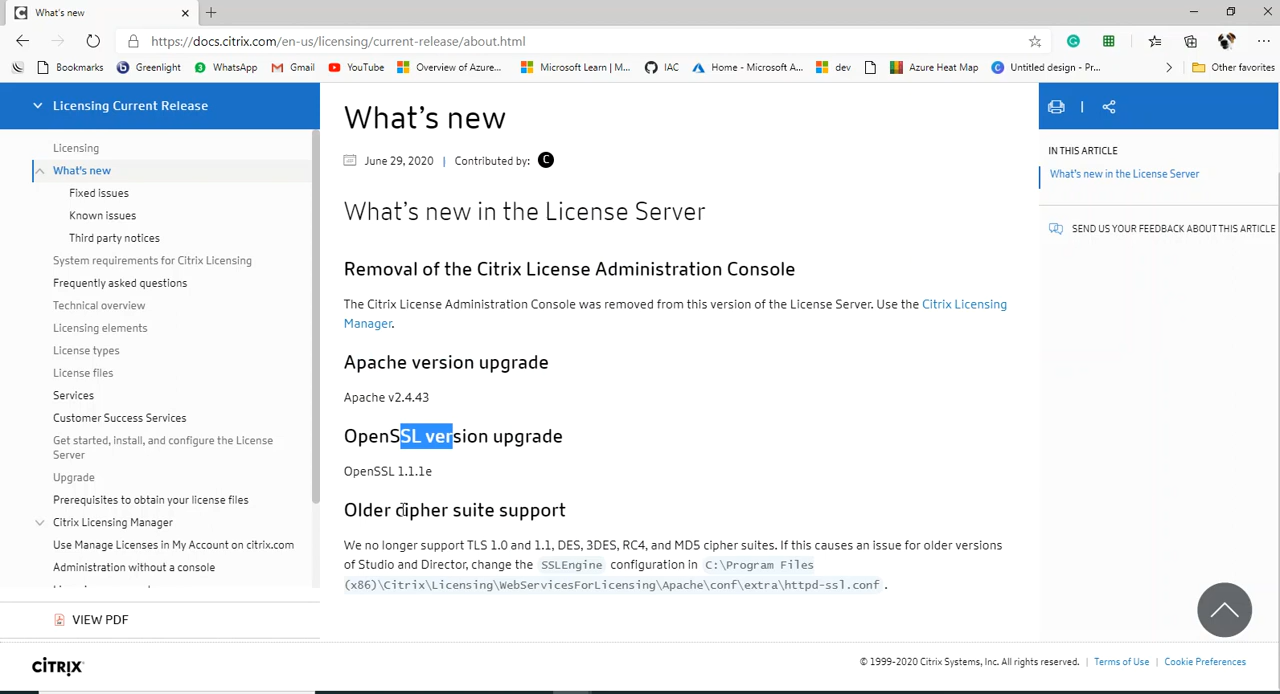 What's new
https://docs.citrix.com/en-us/licensing/current-release/about.html
Bookmarks Greenlight WhatsApp Gmail YouTube Overview of Azure... Microsoft Learn | M... IAC Home - Microsoft A... dev Azure Heat Map Untitled design - Pr... Other favorites
Licensing Current Release
Licensing
What's new
Fixed issues
Known issues
Third party notices
System requirements for Citrix Licensing
Frequently asked questions
Technical overview
Licensing elements
License types
License files
Services
Customer Success Services
Get started, install, and configure the License
Server
Upgrade
Prerequisites to obtain your license files
Citrix Licensing Manager
Use Manage Licenses in My Account on citrix.com
Administration without a console
VIEW PDF
What's new
June 29, 2020 | Contributed by: C
What's new in the License Server
Removal of the Citrix License Administration Console
The Citrix License Administration Console was removed from this version of the License Server. Use the Citrix Licensing
Manager.
Apache version upgrade
Apache v2.4.43
OpenSSL version upgrade
OpenSSL 1.1.1e
Older cipher suite support
We no longer support TLS 1.0 and 1.1, DES, 3DES, RC4, and MD5 cipher suites. If this causes an issue for older versions
of Studio and Director, change the SSLEngine configuration in C:\Program Files
(x86)\Citrix\Licensing\WebServicesForLicensing\Apache\conf\extra\httpd-ssl.conf .
IN THIS ARTICLE
What's new in the License Server
SEND US YOUR FEEDBACK ABOUT THIS ARTICLE
citrix
© 1999-2020 Citrix Systems, Inc. All rights reserved. | Terms of Use | Cookie Preferences